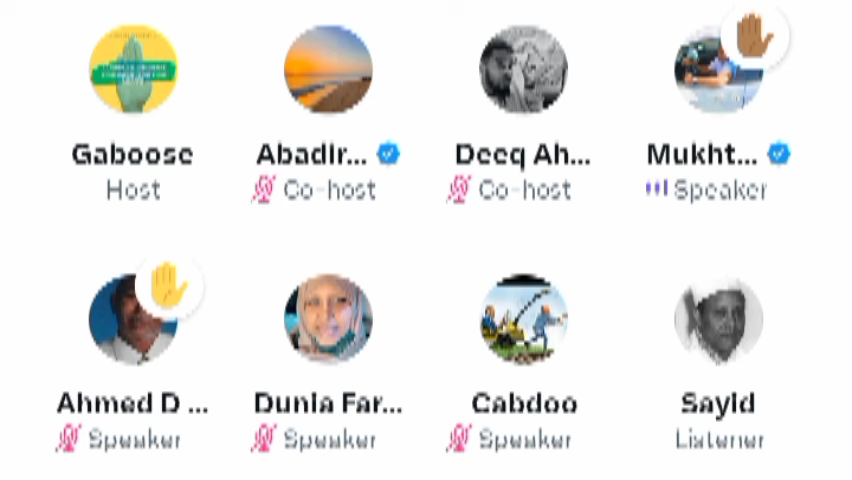 Gaboose
Abadir...
Deeq Ah...
Mukht...
Host
Co-host
Co-host
Speaker
Ahmed D ...
Dunia Far...
Cabdoo
Sayid
Speaker
Speaker
Speaker
Listener